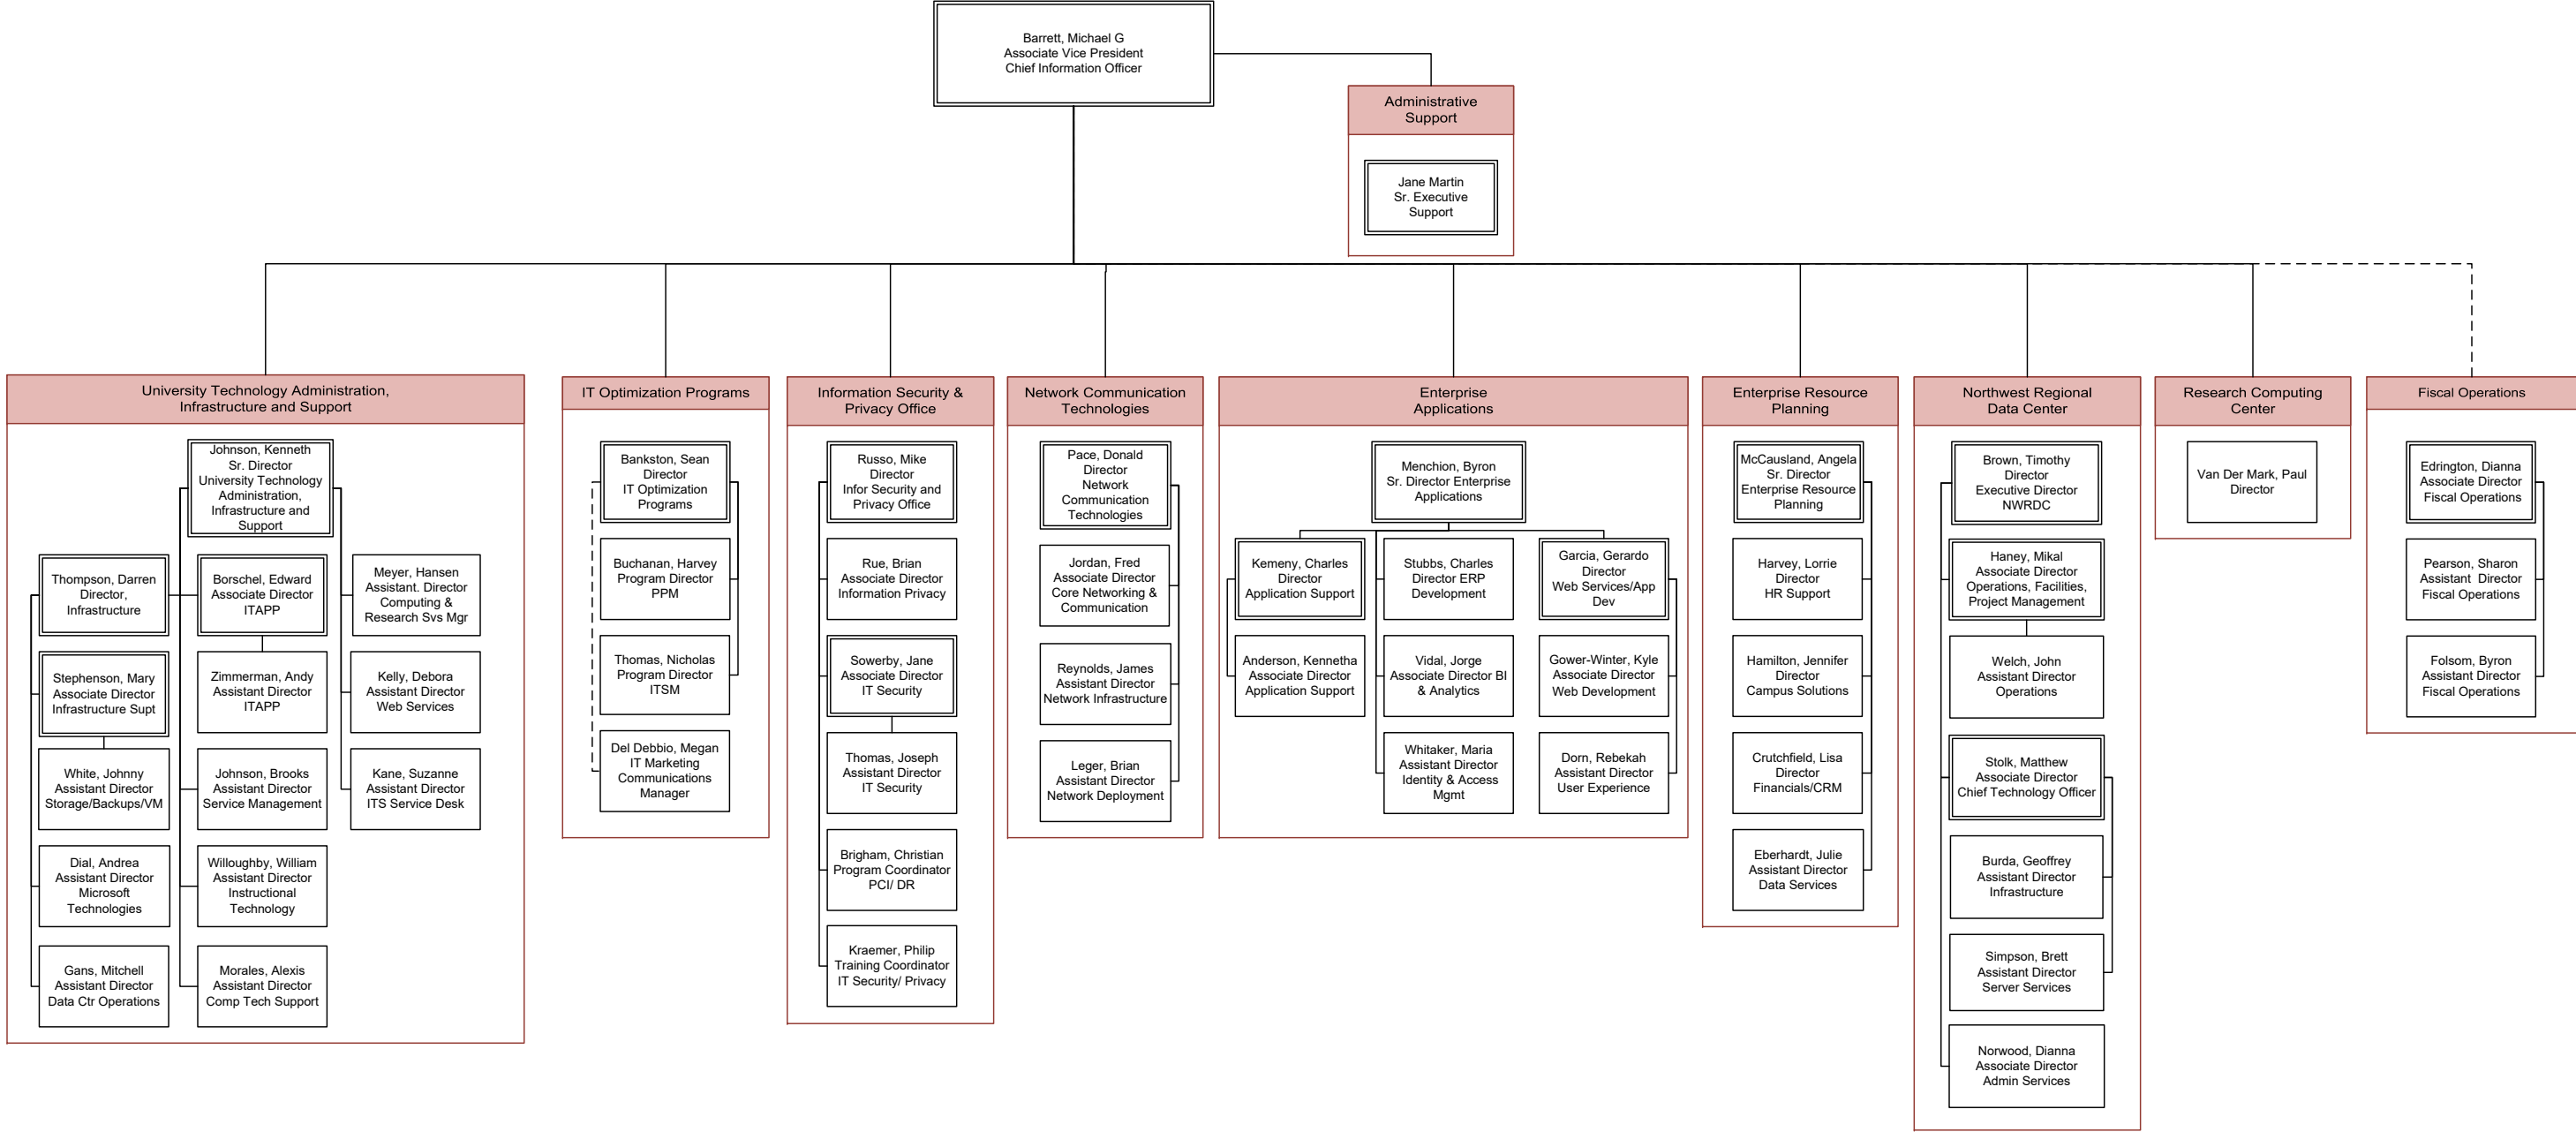 Barrett, Michael G
Associate Vice President
Chief Information Officer
Administrative
Support
Jane Martin
Sr. Executive
Support
University Technology Administration,
Infrastructure and Support
Johnson, Kenneth
Sr. Director
University Technology
Administration,
Infrastructure and
Support
Thompson, Darren
Director,
Infrastructure
Borschel, Edward
Associate Director
ITAPP
Meyer, Hansen
Assistant. Director
Computing &
Research Svs Mgr
Stephenson, Mary
Associate Director
Infrastructure Supt
Zimmerman, Andy
Assistant Director
ITAPP
Kelly, Debora
Assistant Director
Web Services
White, Johnny
Assistant Director
Storage/Backups/VM
Johnson, Brooks
Assistant Director
Service Management
Kane, Suzanne
Assistant Director
ITS Service Desk
Dial, Andrea
Assistant Director
Microsoft
Technologies
Willoughby, William
Assistant Director
Instructional
Technology
Gans, Mitchell
Assistant Director
Data Ctr Operations
Morales, Alexis
Assistant Director
Comp Tech Support
IT Optimization Programs
Bankston, Sean
Director
IT Optimization
Programs
Buchanan, Harvey
Program Director
PPM
Thomas, Nicholas
Program Director
ITSM
Del Debbio, Megan
IT Marketing
Communications
Manager
Information Security &
Privacy Office
Russo, Mike
Director
Infor Security and
Privacy Office
Rue, Brian
Associate Director
Information Privacy
Sowerby, Jane
Associate Director
IT Security
Thomas, Joseph
Assistant Director
IT Security
Brigham, Christian
Program Coordinator
PCI/ DR
Kraemer, Philip
Training Coordinator
IT Security/ Privacy
Network Communication
Technologies
Pace, Donald
Director
Network
Communication
Technologies
Jordan, Fred
Associate Director
Core Networking &
Communication
Reynolds, James
Assistant Director
Network Infrastructure
Leger, Brian
Assistant Director
Network Deployment
Enterprise
Applications
Menchion, Byron
Sr. Director Enterprise
Applications
Kemeny, Charles
Director
Application Support
Stubbs, Charles
Director ERP
Development
Garcia, Gerardo
Director
Web Services/App
Dev
Anderson, Kennetha
Associate Director
Application Support
Vidal, Jorge
Associate Director BI
& Analytics
Gower-Winter, Kyle
Associate Director
Web Development
Whitaker, Maria
Assistant Director
Identity & Access
Mgmt
Dorn, Rebekah
Assistant Director
User Experience
Enterprise Resource
Planning
McCausland, Angela
Sr. Director
Enterprise Resource
Planning
Harvey, Lorrie
Director
HR Support
Hamilton, Jennifer
Director
Campus Solutions
Crutchfield, Lisa
Director
Financials/CRM
Eberhardt, Julie
Assistant Director
Data Services
Northwest Regional
Data Center
Brown, Timothy
Director
Executive Director
NWRDC
Haney, Mikal
Associate Director
Operations, Facilities,
Project Management
Welch, John
Assistant Director
Operations
Stolk, Matthew
Associate Director
Chief Technology Officer
Burda, Geoffrey
Assistant Director
Infrastructure
Simpson, Brett
Assistant Director
Server Services
Norwood, Dianna
Associate Director
Admin Services
Research Computing
Center
Van Der Mark, Paul
Director
Fiscal Operations
Edrington, Dianna
Associate Director
Fiscal Operations
Pearson, Sharon
Assistant  Director
Fiscal Operations
Folsom, Byron
Assistant Director
Fiscal Operations